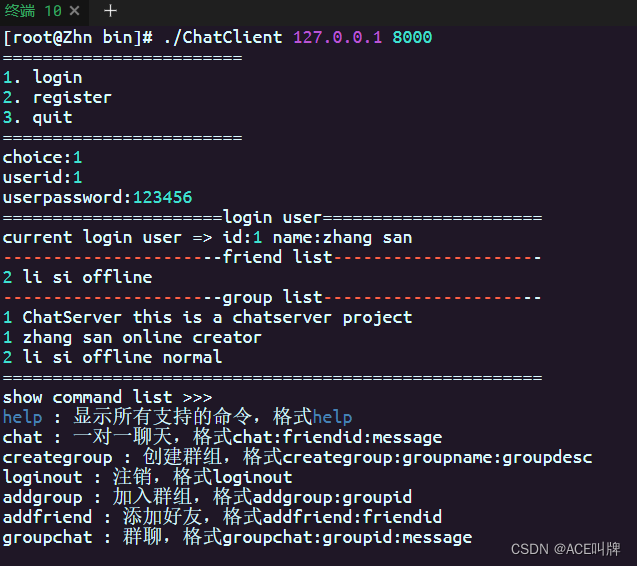 终端 10 × +
[root@Zhn bin]# ./ChatClient 127.0.0.1 8000
========================
1. login
2. register
3. quit
========================
choice:1
userid:1
userpassword:123456
======================login user======================
current login user => id:1 name:zhang san
----------------------friend list---------------------
2 li si offline
----------------------group list----------------------
1 ChatServer this is a chatserver project
1 zhang san online creator
2 li si offline normal
======================================================
show command list >>>
help : 显示所有支持的命令，格式help
chat : 一对一聊天，格式chat:friendid:message
creategroup : 创建群组，格式creategroup:groupname:groupdesc
loginout : 注销，格式loginout
addgroup : 加入群组，格式addgroup:groupid
addfriend : 添加好友，格式addfriend:friendid
groupchat : 群聊，格式groupchat:groupid:message
CSDN @ACE叫牌